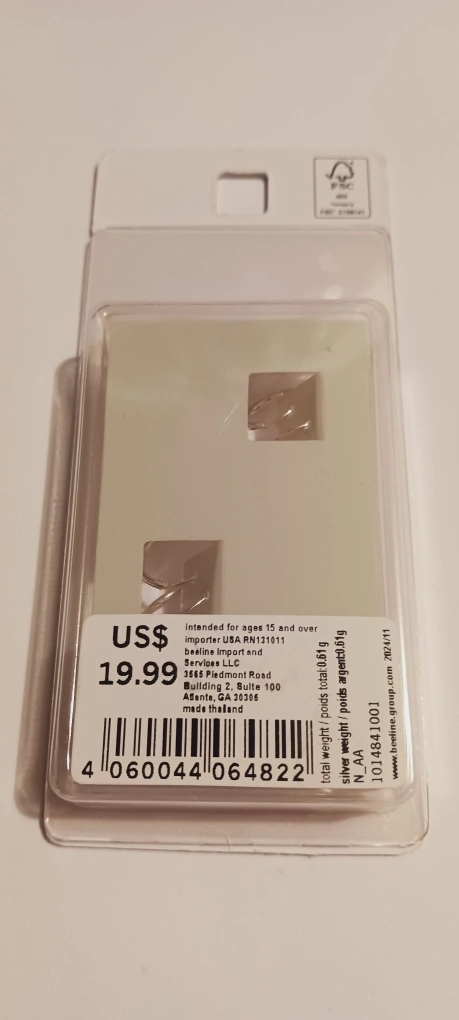 FSC
US$
19.99
intended for ages 15 and over
importer USA RN131011
beeline Import and
Services LLC
3565 Piedmont Road
Building 2, Suite 100
Atlanta, GA 30305
made thailand
4 060044 064822
total weight / poids total:0.61g
silver weight / poids argent:0.61g
N_AA
1014841001
www.beeline.group.com 2024/11